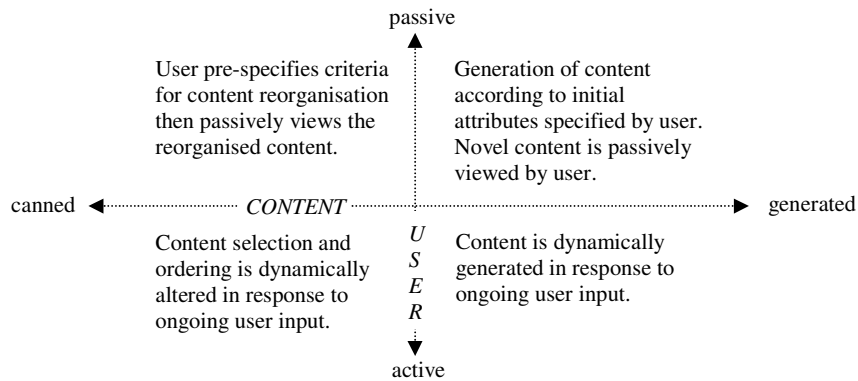 passive
User pre-specifies criteria
for content reorganisation
then passively views the
reorganised content.
Generation of content
according to initial
attributes specified by user.
Novel content is passively
viewed by user.
canned
CONTENT
generated
Content selection and
ordering is dynamically
altered in response to
ongoing user input.
U
S
E
R
Content is dynamically
generated in response to
ongoing user input.
active